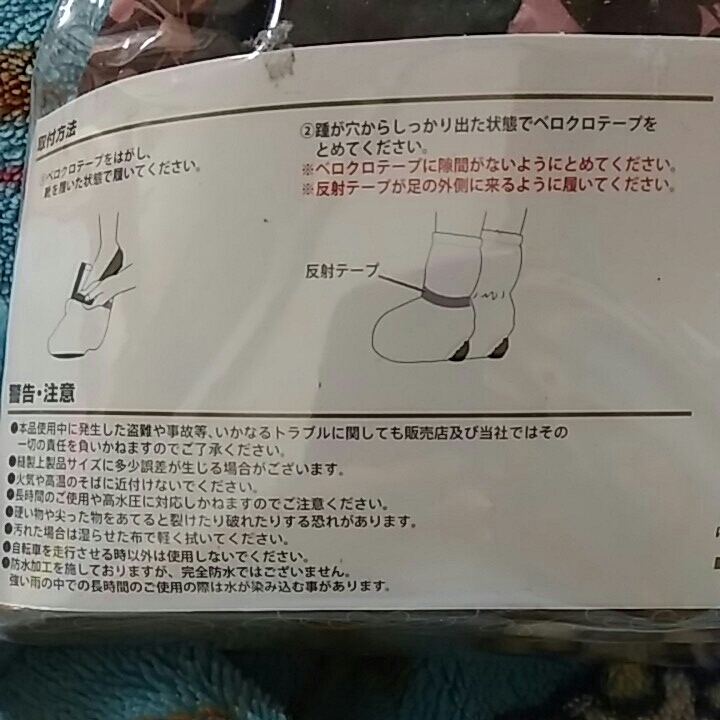 取付方法
①ベロクロテープをはがし、
靴を履いた状態で履いてください。
②踵が穴からしっかり出た状態でベロクロテープを
とめてください。
※ベロクロテープに隙間がないようにとめてください。
※反射テープが足の外側に来るように履いてください。
反射テープ
警告・注意
●本品使用中に発生した盗難や事故等、いかなるトラブルに関しても販売店及び当社ではその
一切の責任を負いかねますのでご了承ください。
●縫製上製品サイズに多少誤差が生じる場合がございます。
●火気や高温のそばに近付けないでください。
●長時間のご使用や高水圧に対応しかねますのでご注意ください。
●硬い物や尖った物をあてると裂けたり破れたりする恐れがあります。
●汚れた場合は湿らせた布で軽く拭いてください。
●自転車を走行させる時以外は使用しないでください。
●防水加工を施しておりますが、完全防水ではございません。
強い雨の中での長時間のご使用の際は水が染み込む事があります。